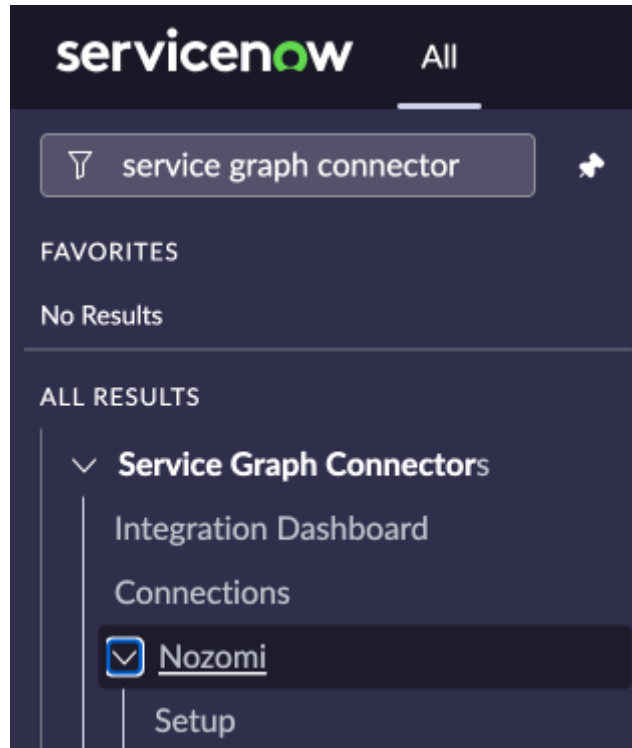 servicenow All
service graph connector
FAVORITES
No Results
ALL RESULTS
Service Graph Connectors
Integration Dashboard
Connections
Nozomi
Setup